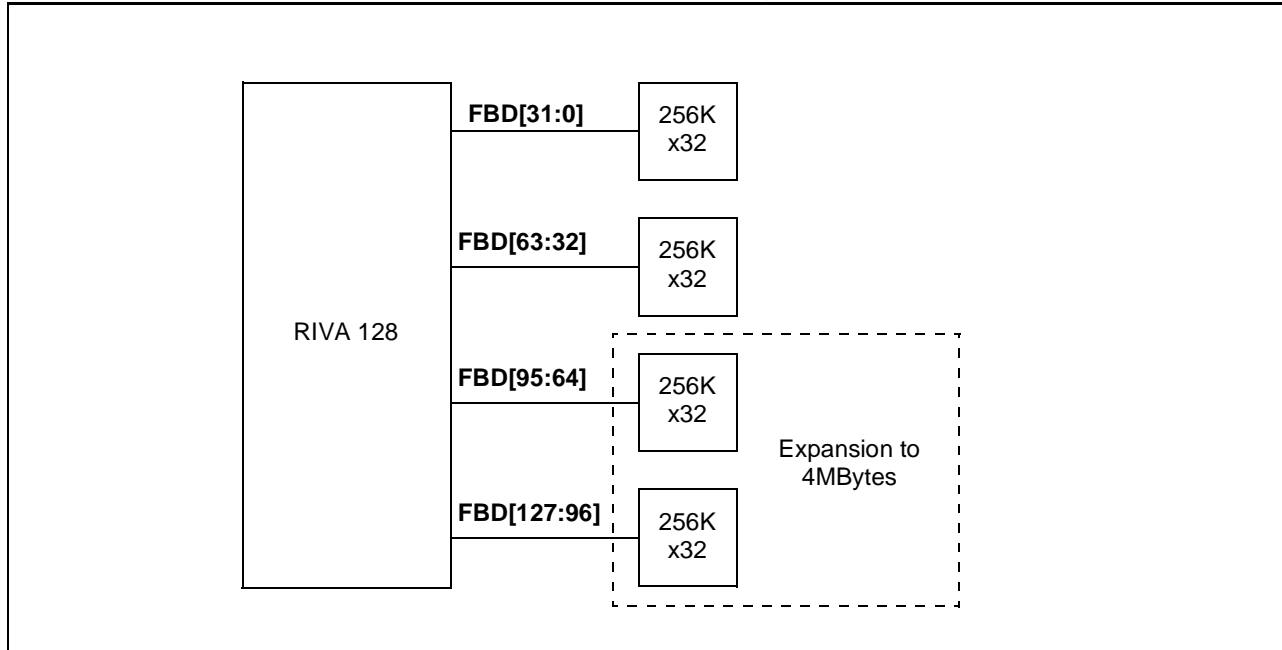 FBD[31:0]
256K
x32
FBD[63:32]
256K
x32
RIVA 128
FBD[95:64]
256K
x32
Expansion to
4MBytes
FBD[127:96]
256K
x32